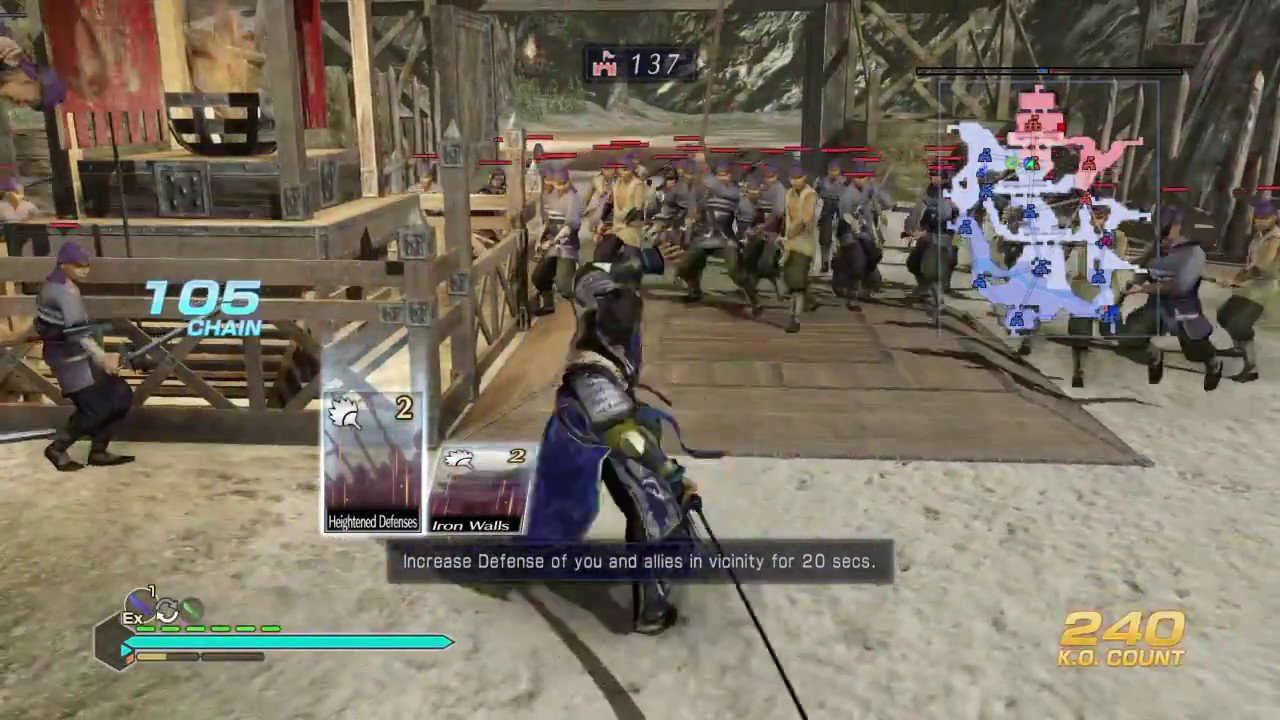 137
105
CHAIN
2
Heightened Defenses
2
Iron Walls
Increase Defense of you and allies in vicinity for 20 secs.
1
Ex.
240
K.O. COUNT